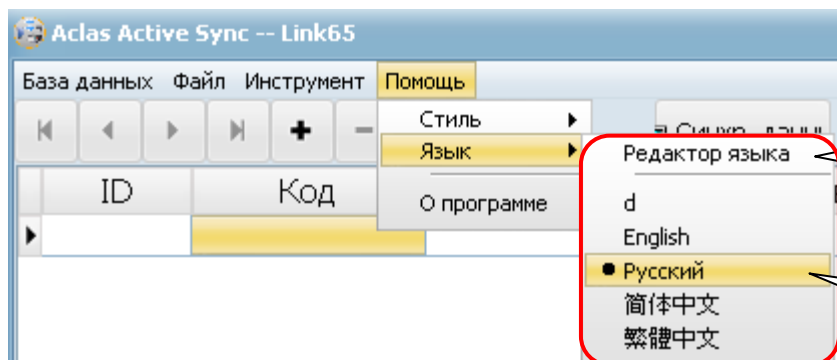 Aclas Active Sync -- Link65
База данных Файл Инструмент Помощь
Стиль
Язык
О программе
Редактор языка
d
English
Русский
简体中文
繁體中文
ID Код